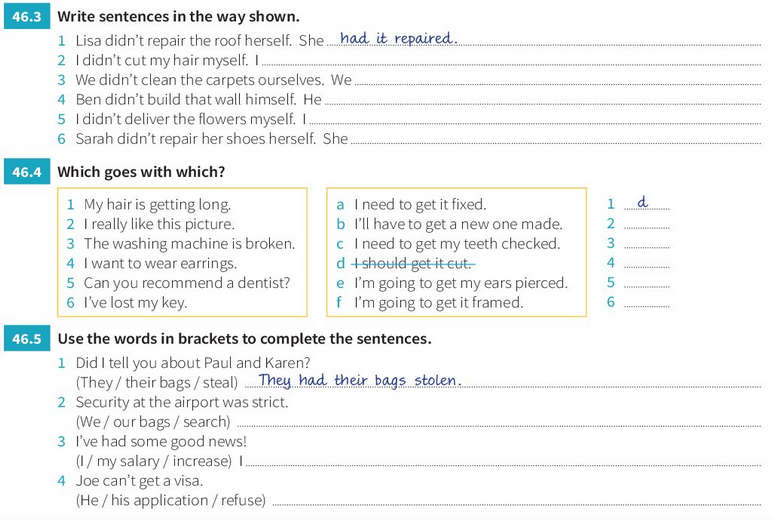 46.3 Write sentences in the way shown.
1 Lisa didn't repair the roof herself. She had it repaired.
2 I didn't cut my hair myself. I
3 We didn't clean the carpets ourselves. We
4 Ben didn't build that wall himself. He
5 I didn't deliver the flowers myself. I
6 Sarah didn't repair her shoes herself. She
46.4 Which goes with which?
1 My hair is getting long.
2 I really like this picture.
3 The washing machine is broken.
4 I want to wear earrings.
5 Can you recommend a dentist?
6 I've lost my key.
a I need to get it fixed.
b I'll have to get a new one made.
c I need to get my teeth checked.
d I should get it cut.
e I'm going to get my ears pierced.
f I'm going to get it framed.
1 d
2
3
4
5
6
46.5 Use the words in brackets to complete the sentences.
1 Did I tell you about Paul and Karen?
(They / their bags / steal) They had their bags stolen.
2 Security at the airport was strict.
(We / our bags / search)
3 I've had some good news!
(I / my salary / increase) I
4 Joe can't get a visa.
(He / his application / refuse)